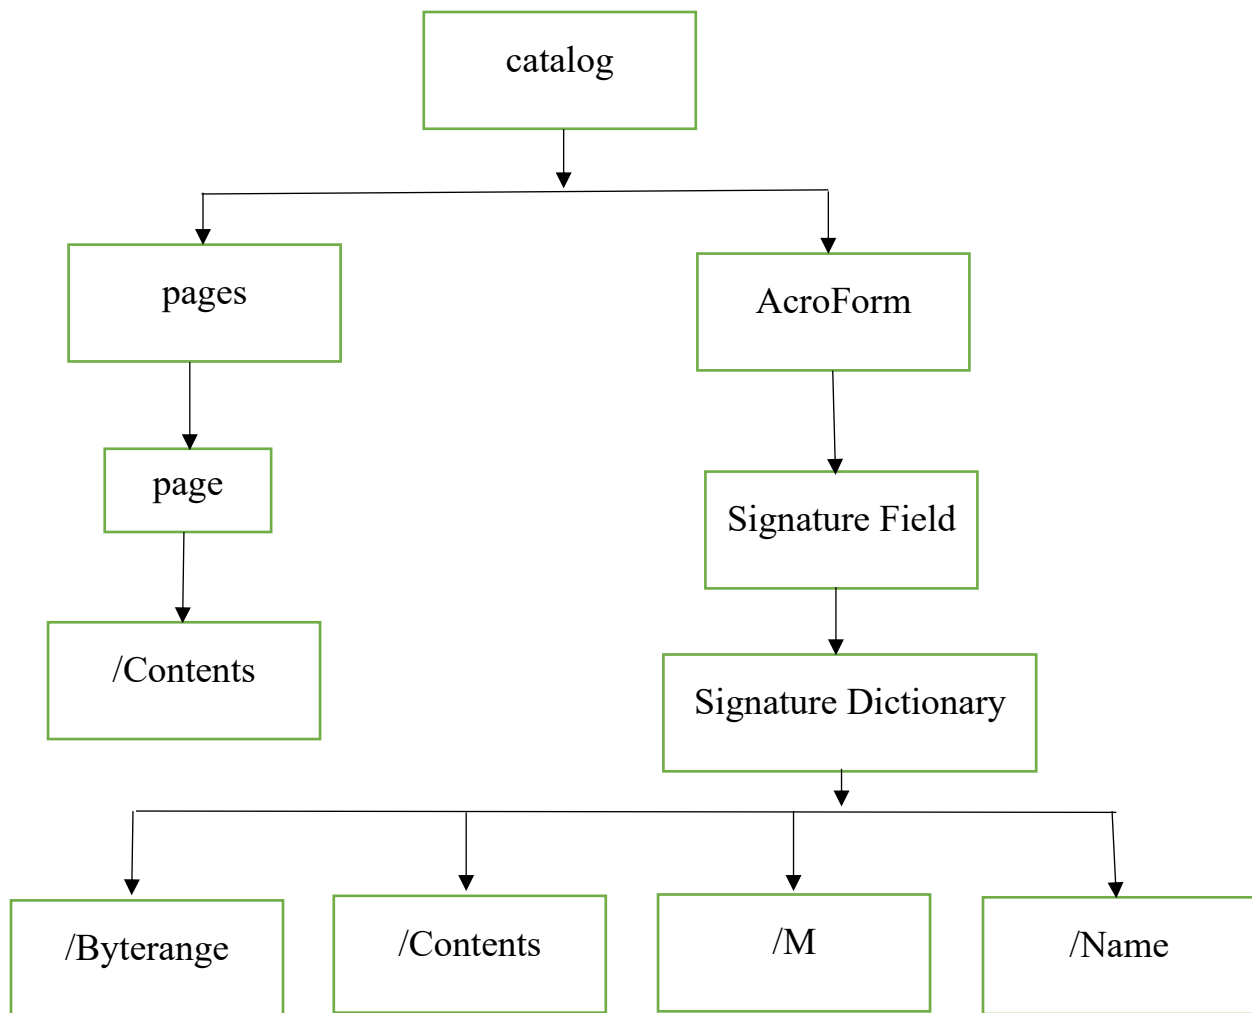 catalog
pages
AcroForm
page
Signature Field
/Contents
Signature Dictionary
/Byterange
/Contents
/M
/Name